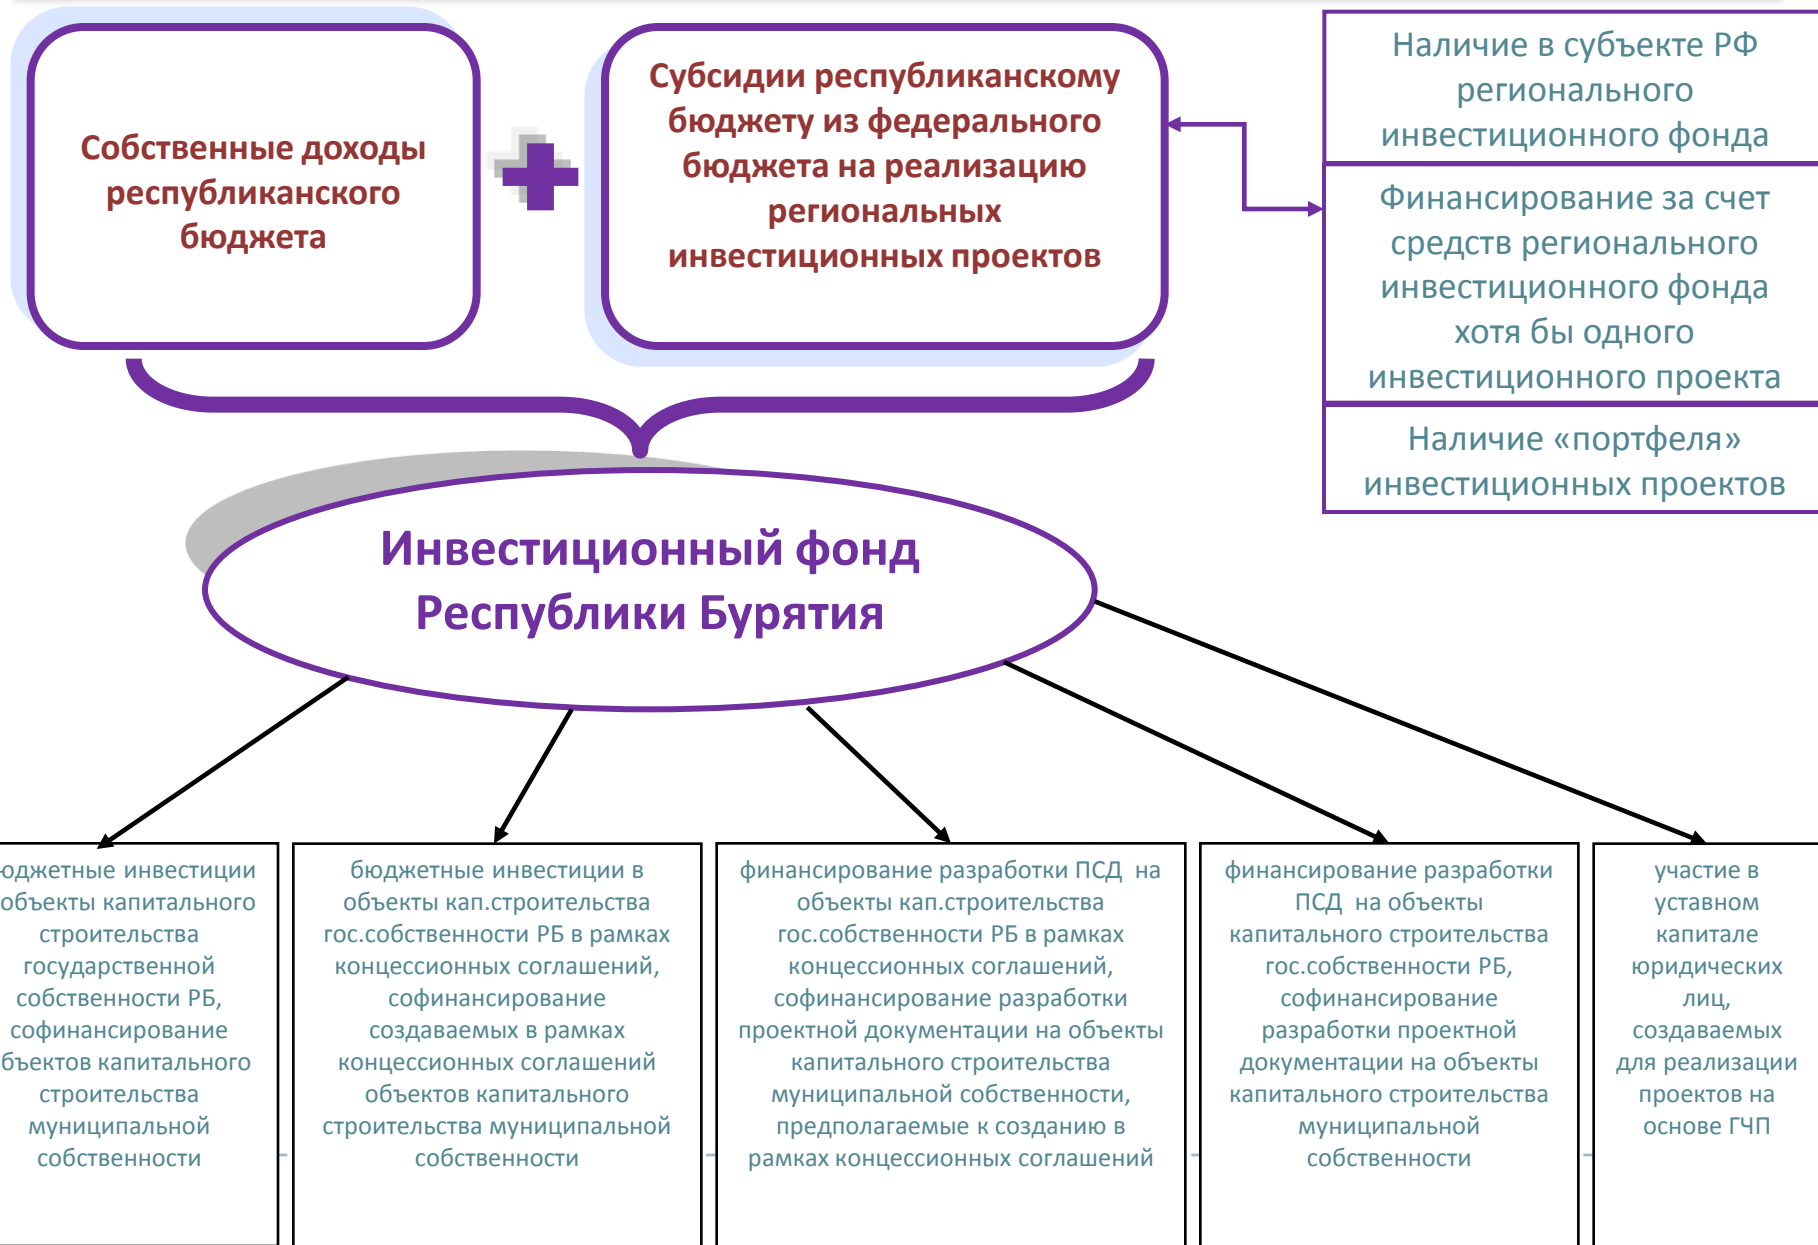 Собственные доходы
республиканского
бюджета
Субсидии республиканскому
бюджету из федерального
бюджета на реализацию
региональных
инвестиционных проектов
Наличие в субъекте РФ
регионального
инвестиционного фонда
Финансирование за счет
средств регионального
инвестиционного фонда
хотя бы одного
инвестиционного проекта
Наличие «портфеля»
инвестиционных проектов
Инвестиционный фонд
Республики Бурятия
инвестиции
объекты капитального
строительства
государственной
собственности РБ,
софинансирование
капитального
строительства
муниципальной
собственности
бюджетные инвестиции в
объекты кап.строительства
гос.собственности РБ в рамках
концессионных соглашений,
софинансирование
создаваемых в рамках
концессионных соглашений
объектов капитального
строительства муниципальной
собственности
финансирование разработки ПСД на
объекты кап.строительства
гос.собственности РБ в рамках
концессионных соглашений,
софинансирование разработки
проектной документации на объекты
капитального строительства
муниципальной собственности,
предполагаемые к созданию в
рамках концессионных соглашений
финансирование разработки
ПСД на объекты
капитального строительства
гос.собственности РБ,
софинансирование
разработки проектной
документации на объекты
капитального строительства
муниципальной
собственности
участие в
уставном
капитале
юридических
лиц,
создаваемых
для реализации
проектов на
основе ГЧП